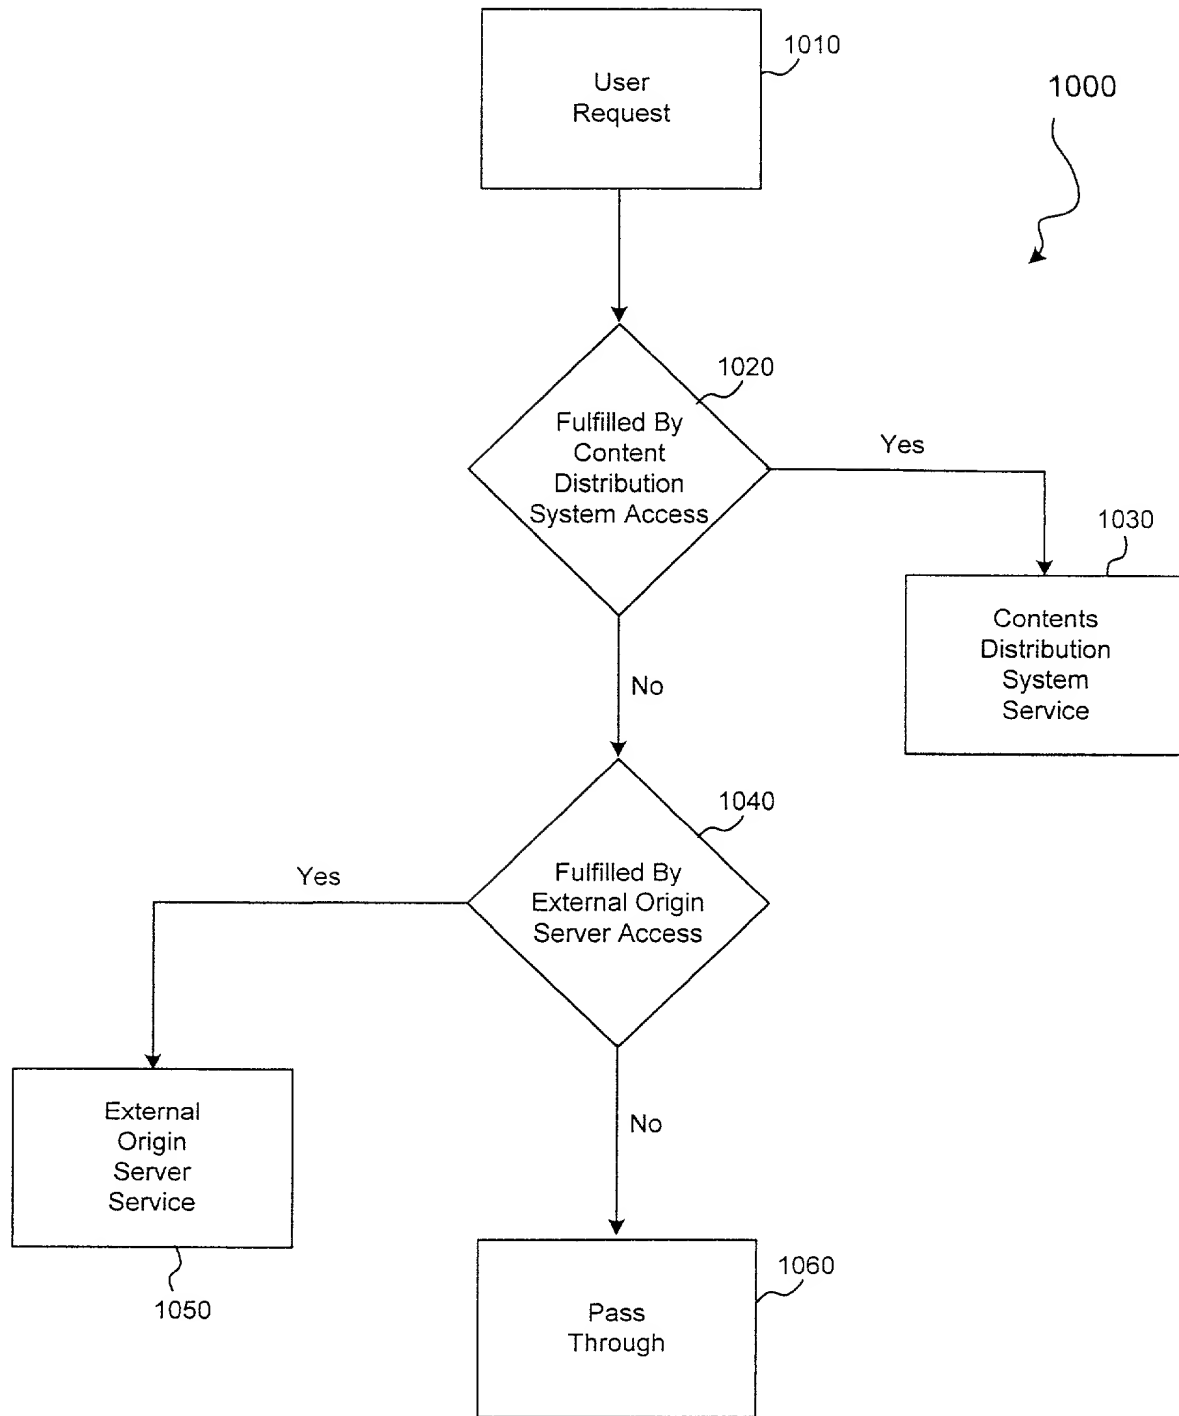 1010
User
Request
1000
1020
Fulfilled By
Content
Distribution
System Access
Yes
1030
Contents
Distribution
System
Service
No
1040
Fulfilled By
External Origin
Server Access
Yes
External
Origin
Server
Service
1050
No
1060
Pass
Through